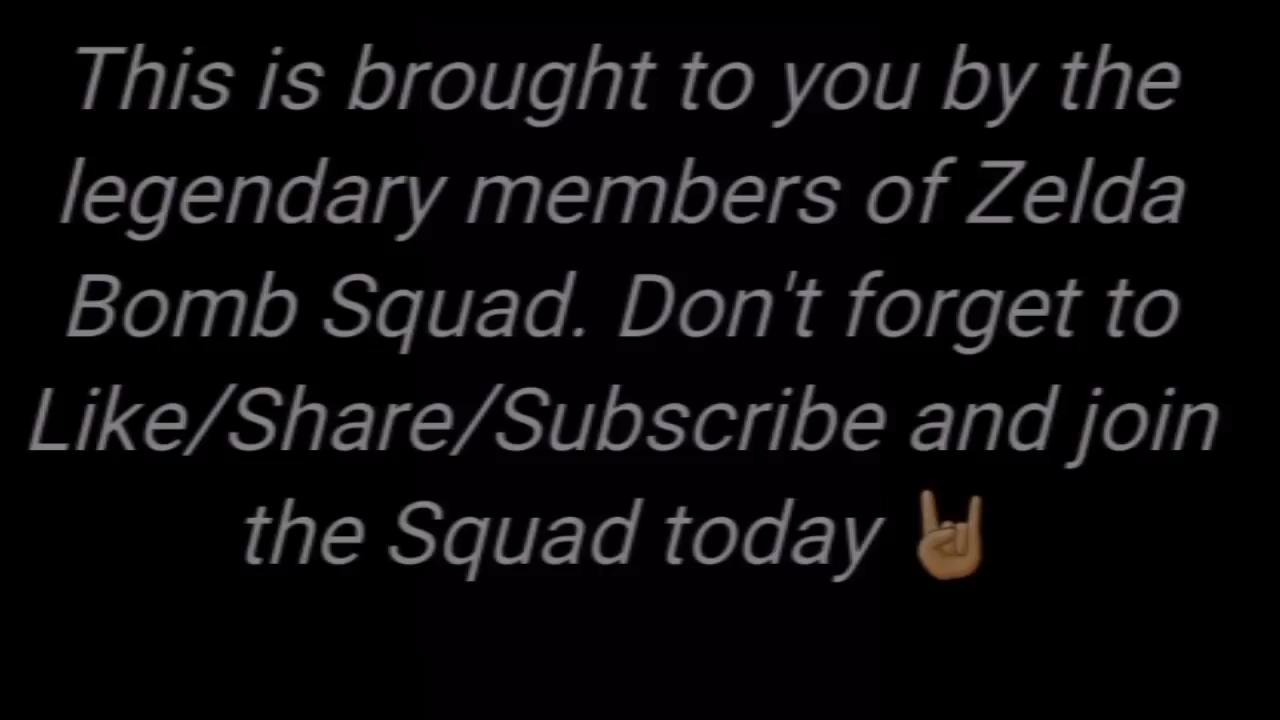 This is brought to you by the
legendary members of Zelda
Bomb Squad. Don't forget to
Like/Share/Subscribe and join
the Squad today 🤘